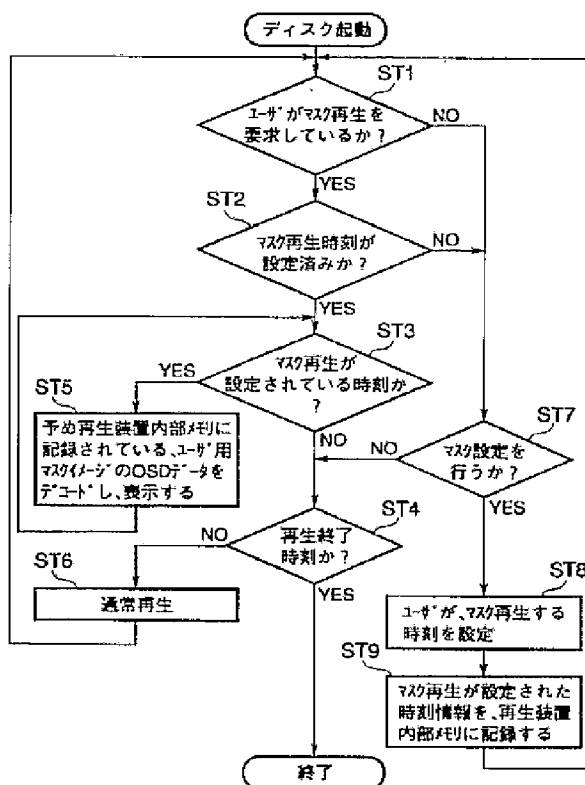 ディスク起動
ST1
ユーザがマスク再生を
要求しているか?
NO
YES
ST2
マスク再生時刻が
設定済みか?
NO
YES
ST3
マスク再生が
設定されている時刻か
?
YES
NO
ST5
予め再生装置内部メモリに
記録されている、ユーザ用
マスクイメージのOSDデータを
デコードし、表示する
ST7
マスク設定を
行うか?
NO
YES
ST4
再生終了
時刻か?
NO
YES
ST6
通常再生
ST8
ユーザが、マスク再生する
時刻を設定
ST9
マスク再生が設定された
時刻情報を、再生装置
内部メモリに記録する
終了